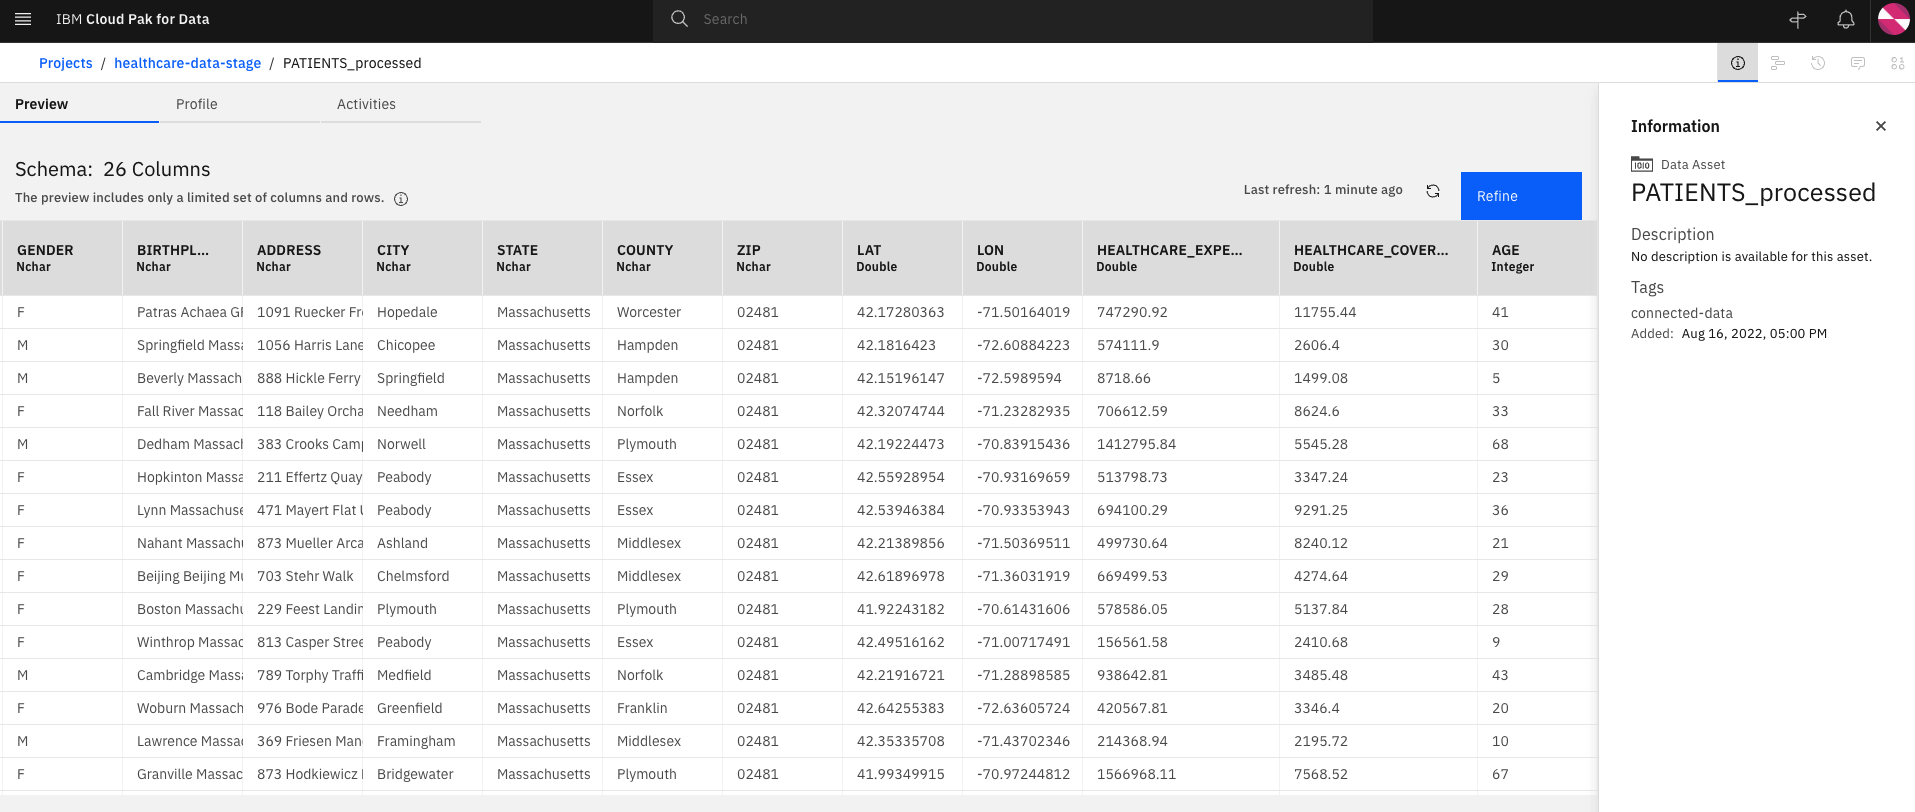 IBM Cloud Pak for Data
Search
Projects / healthcare-data-stage / PATIENTS_processed
Preview Profile Activities
Schema: 26 Columns
The preview includes only a limited set of columns and rows.
Last refresh: 1 minute ago
Refine
GENDER BIRTHPL... ADDRESS CITY STATE COUNTY ZIP LAT LON HEALTHCARE_EXPE... HEALTHCARE_COVER... AGE
Nchar Nchar Nchar Nchar Nchar Nchar Nchar Double Double Double Double Integer
F Patras Achaea GR 1091 Ruecker Fr Hopedale Massachusetts Worcester 02481 42.17280363 -71.50164019 747290.92 11755.44 41
M Springfield Massa 1056 Harris Lane Chicopee Massachusetts Hampden 02481 42.1816423 -72.60884223 574111.9 2606.4 30
M Beverly Massach 888 Hickle Ferry Springfield Massachusetts Hampden 02481 42.15196147 -72.5989594 8718.66 1499.08 5
F Fall River Massac 118 Bailey Orcha Needham Massachusetts Norfolk 02481 42.32074744 -71.23282935 706612.59 8624.6 33
M Dedham Massach 383 Crooks Camp Norwell Massachusetts Plymouth 02481 42.19224473 -70.83915436 1412795.84 5545.28 68
F Hopkinton Massa 211 Effertz Quay Peabody Massachusetts Essex 02481 42.55928954 -70.93169659 513798.73 3347.24 23
F Lynn Massachuse 471 Mayert Flat U Peabody Massachusetts Essex 02481 42.53946384 -70.93353943 694100.29 9291.25 36
F Nahant Massachu 873 Mueller Arca Ashland Massachusetts Middlesex 02481 42.21389856 -71.50369511 499730.64 8240.12 21
F Beijing Beijing Mu 703 Stehr Walk Chelmsford Massachusetts Middlesex 02481 42.61896978 -71.36031919 669499.53 4274.64 29
F Boston Massachu 229 Feest Landin Plymouth Massachusetts Plymouth 02481 41.92243182 -70.61431606 578586.05 5137.84 28
F Winthrop Massac 813 Casper Stree Peabody Massachusetts Essex 02481 42.49516162 -71.00717491 156561.58 2410.68 9
M Cambridge Massa 789 Torphy Traffi Medfield Massachusetts Norfolk 02481 42.21916721 -71.28898585 938642.81 3485.48 43
F Woburn Massach 976 Bode Parade Greenfield Massachusetts Franklin 02481 42.64255383 -72.63605724 420567.81 3346.4 20
M Lawrence Massac 369 Friesen Man Framingham Massachusetts Middlesex 02481 42.35335708 -71.43702346 214368.94 2195.72 10
F Granville Massac 873 Hodkiewicz Bridgewater Massachusetts Plymouth 02481 41.99349915 -70.97244812 1566968.11 7568.52 67
Information
Data Asset
PATIENTS_processed
Description
No description is available for this asset.
Tags
connected-data
Added: Aug 16, 2022, 05:00 PM